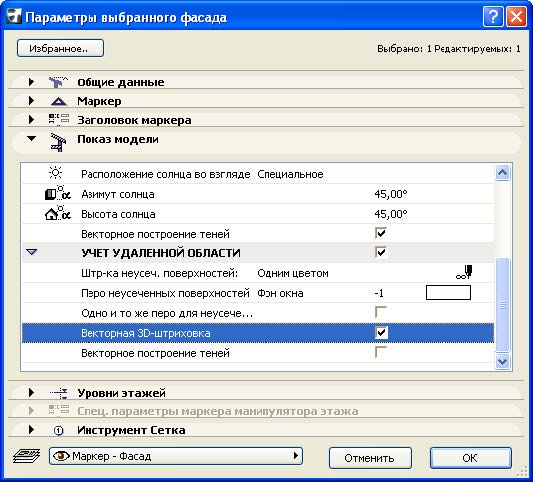 Параметры выбранного фасада
Избранное..
Выбрано: 1 Редактируемых: 1
Общие данные
Маркер
Заголовок маркера
Показ модели
Расположение солнца во взгляде Специальное
Азимут солнца 45,00°
Высота солнца 45,00°
Векторное построение теней
УЧЕТ УДАЛЕННОЙ ОБЛАСТИ
Штр-ка неусеч. поверхностей: Одним цветом
Перо неусеченных поверхностей Фон окна -1
Одно и то же перо для неусече...
Векторная 3D-штриховка
Векторное построение теней
Уровни этажей
Спец. параметры маркера манипулятора этажа
Инструмент Сетка
Маркер - Фасад
Отменить
OK